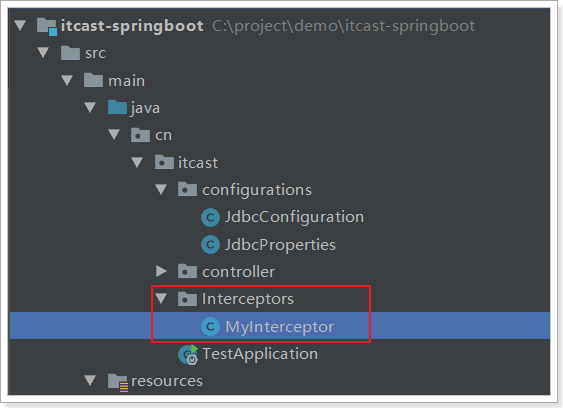 itcast-springboot C:\project\demo\itcast-springboot
src
main
java
cn
itcast
configurations
JdbcConfiguration
JdbcProperties
controller
Interceptors
MyInterceptor
TestApplication
resources